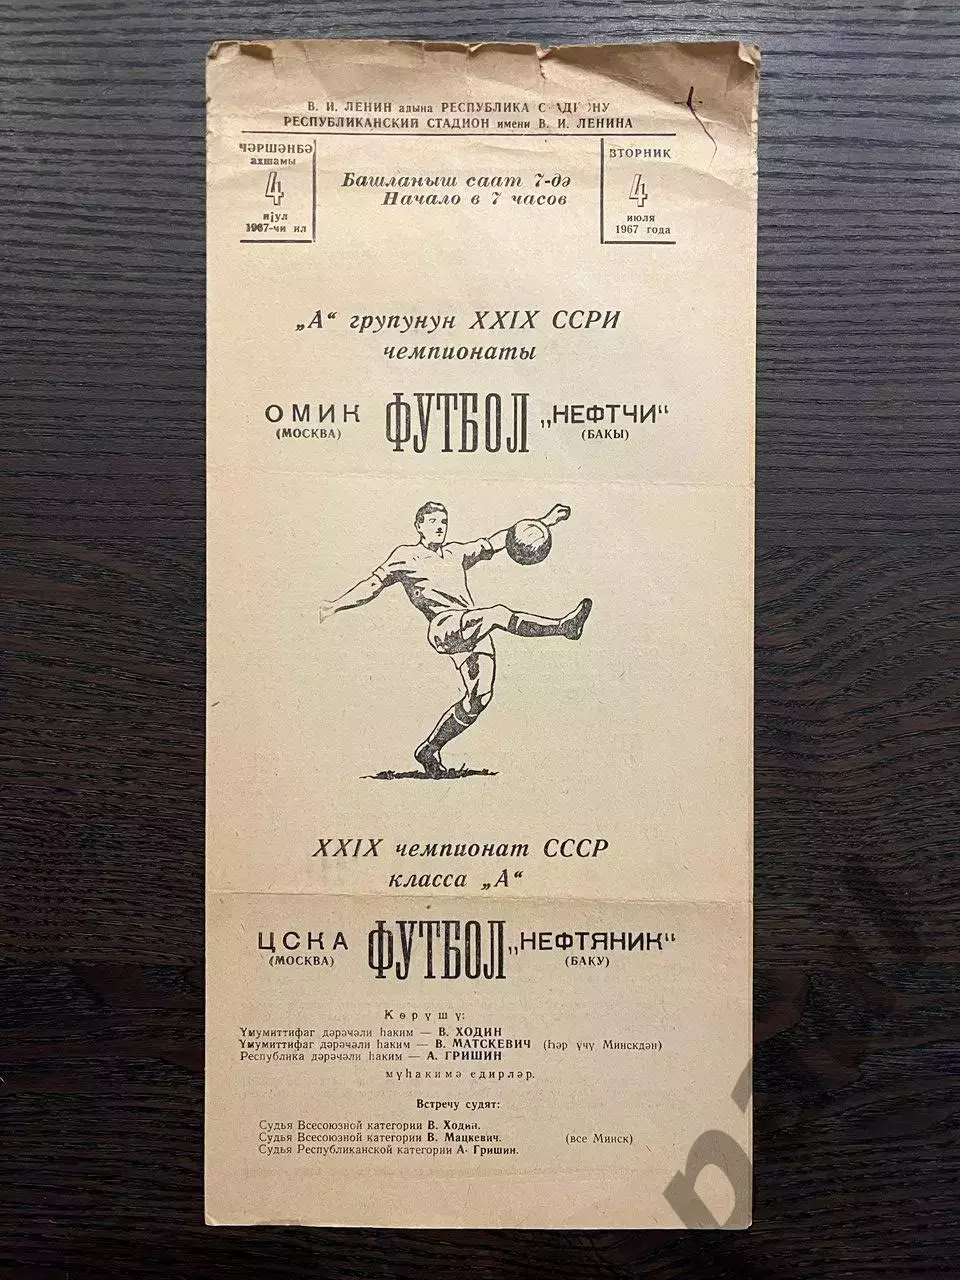 В. И. ЛЕНИН адына РЕСПУБЛИКА СТАДИОНУ
РЕСПУБЛИКАНСКИЙ СТАДИОН имени В. И. ЛЕНИНА
ЧӘРШӘНБӘ
ахшамы
4
иjул
1967-чи ил
Башланыш саат 7-дә
Начало в 7 часов
ВТОРНИК
4
июля
1967 года
„А“ групунун XXIX ССРИ
чемпионаты
ОМИК
(МОСКВА)
ФУТБОЛ
„НЕФТЧИ“
(БАКЫ)
XXIX чемпионат СССР
класса „А“
ЦСКА
(МОСКВА)
ФУТБОЛ
„НЕФТЯНИК“
(БАКУ)
Көрүшү:
Үмумиттифаг дәрәчәли һаким — В. ХОДИН
Үмумиттифаг дәрәчәли һаким — В. МАТСКЕВИЧ (Һәр үчү Минскдән)
Республика дәрәчәли һаким — А. ГРИШИН
мүһакимә едирләр.
Встречу судят:
Судья Всесоюзной категории В. Ходин.
Судья Всесоюзной категории В. Мацкевич. (все Минск)
Судья Республиканской категории А. Гришин.